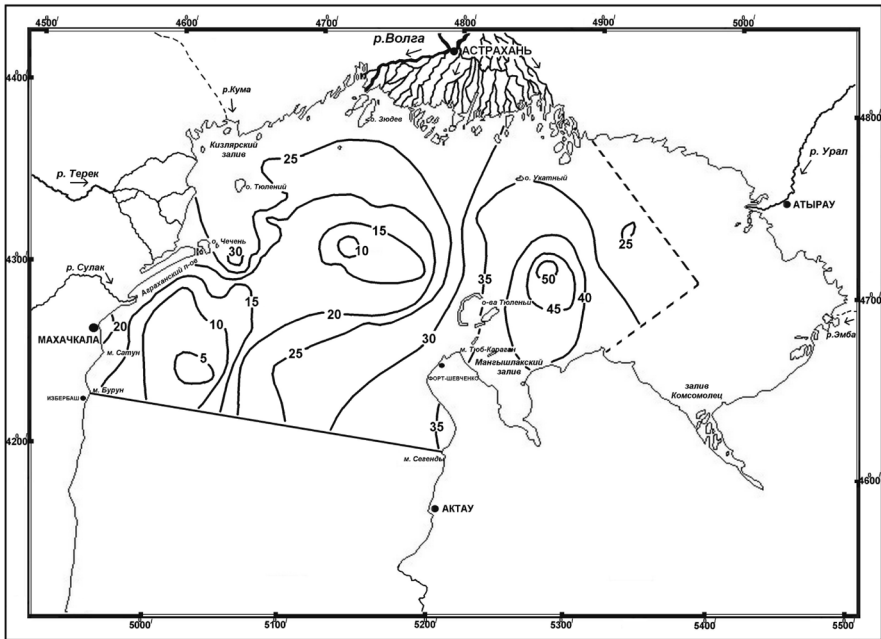 4500′ 4600′ 4700′ 4800′ 4900′ 5000′
р.Волга
АСТРАХАНЬ
4400′
р.Кума
о. Зюдев
4800′
Кизлярский
залив
25
р. Урал
р. Терек
о. Укатный
о. Тюлений
АТЫРАУ
15
10
25
о. Чечень
30
4300′
р. Сулак
Аграханский п-ов
35
50
40
45
4700′
15
о-ва Тюленьи
20
10
20
30
р.Эмба
МАХАЧКАЛА
м. Сатун
5
25
м. Тюб-Караган
Мангышлакский
залив
ФОРТ-ШЕВЧЕНКО
м. Бурун
ИЗБЕРБАШ
залив
Комсомолец
35
4200′
м. Сегенды
4600′
АКТАУ
5000′ 5100′ 5200′ 5300′ 5400′ 5500′